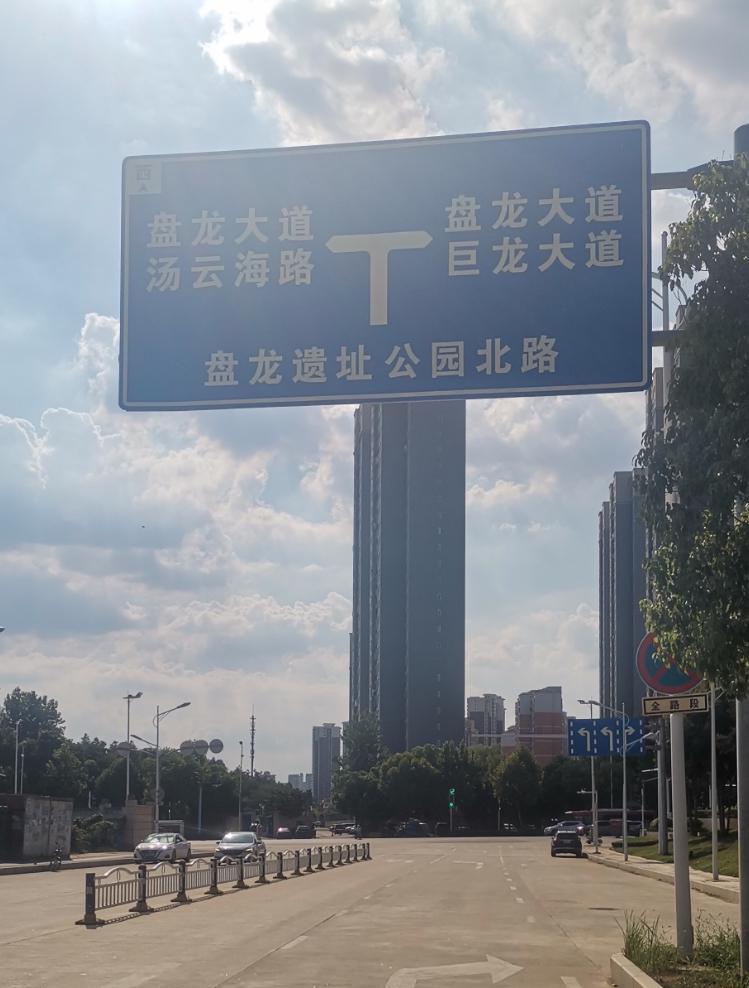 西
盘龙大道
汤云海路
盘龙大道
巨龙大道
盘龙遗址公园北路
全路段